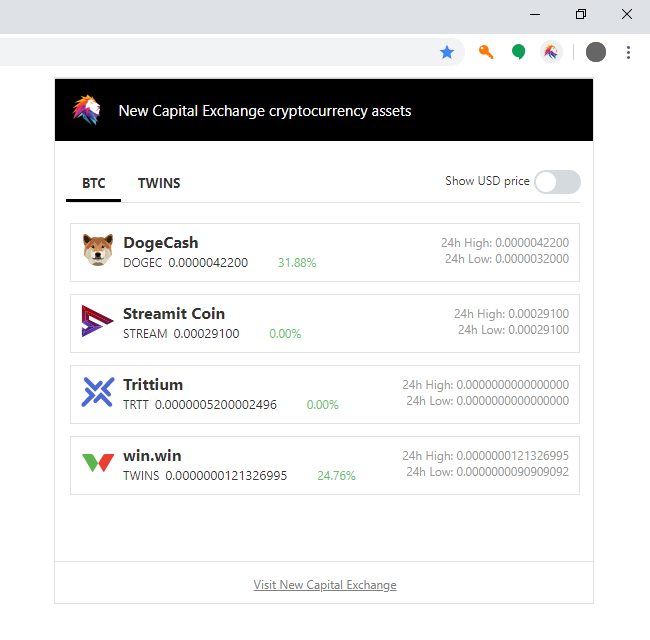 New Capital Exchange cryptocurrency assets
BTC TWINS Show USD price
DogeCash
DOGEC 0.0000042200 31.88%
24h High: 0.0000042200
24h Low: 0.0000032000
Streamit Coin
STREAM 0.00029100 0.00%
24h High: 0.00029100
24h Low: 0.00029100
Trittium
TRTT 0.0000005200002496 0.00%
24h High: 0.0000000000000000
24h Low: 0.0000000000000000
win.win
TWINS 0.0000000121326995 24.76%
24h High: 0.0000000121326995
24h Low: 0.0000000090909092
Visit New Capital Exchange